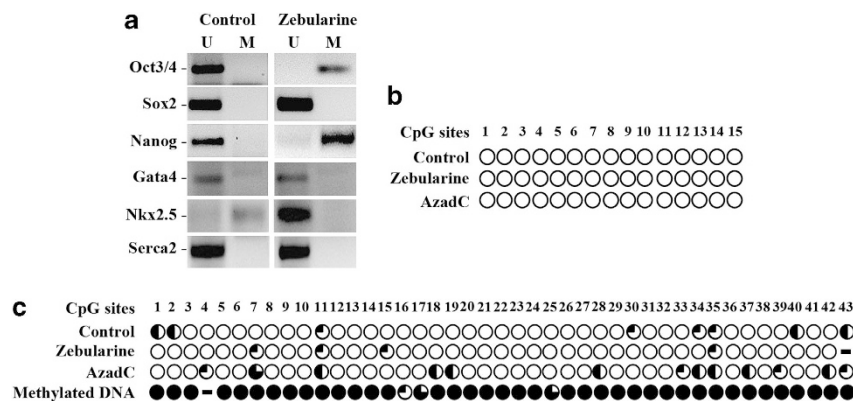 a
Control Zebularine
U M U M
Oct3/4 -
Sox2 -
Nanog -
Gata4 -
Nkx2.5 -
Serca2 -
b
CpG sites 1 2 3 4 5 6 7 8 9 10 11 12 13 14 15
Control
Zebularine
AzadC
c
CpG sites 1 2 3 4 5 6 7 8 9 10 11 12 13 14 15 16 17 18 19 20 21 22 23 24 25 26 27 28 29 30 31 32 33 34 35 36 37 38 39 40 41 42 43
Control
Zebularine
AzadC
Methylated DNA